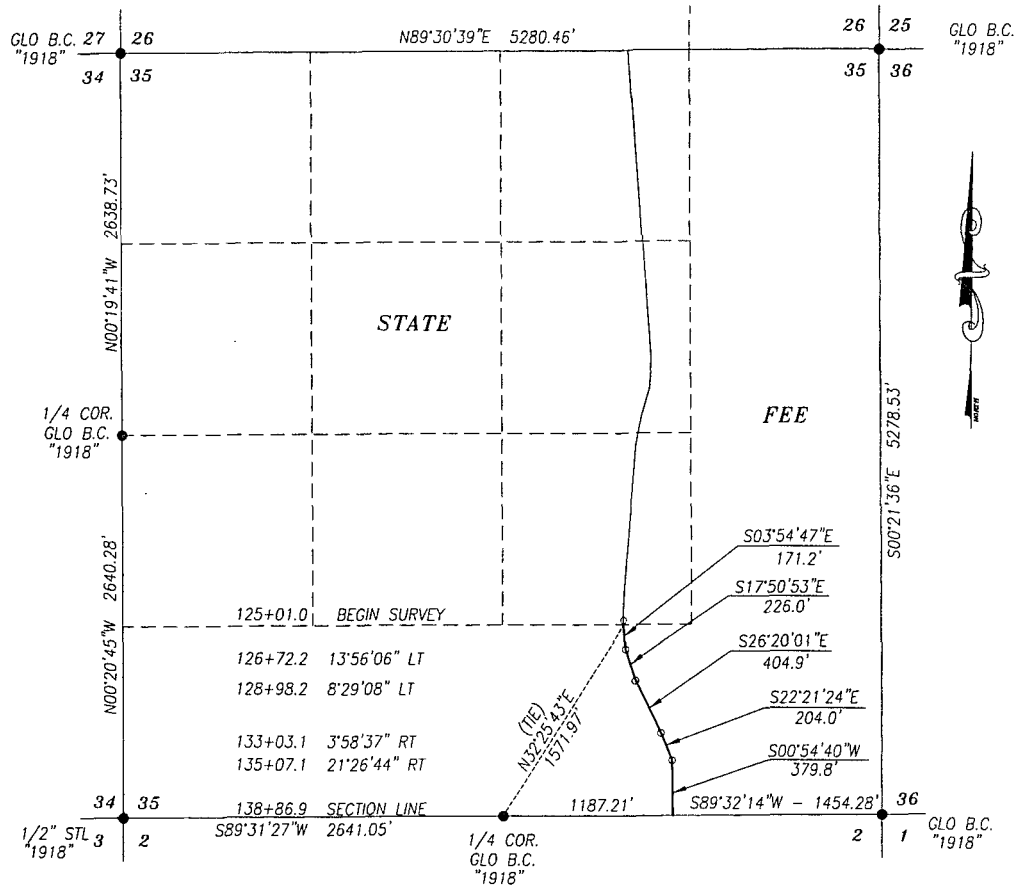 GLO B.C.
"1918"
27 26
N89°30'39"E 5280.46'
26 25
GLO B.C.
"1918"
34 35
35 36
N00°19'41"W 2638.73'
STATE
FEE
1/4 COR.
GLO B.C.
"1918"
S00°21'36"E 5278.53'
N00°20'45"W 2640.28'
S03°54'47"E
171.2'
S17°50'53"E
226.0'
S26°20'01"E
404.9'
S22°21'24"E
204.0'
S00°54'40"W
379.8'
125+01.0 BEGIN SURVEY
126+72.2 13°56'06" LT
128+98.2 8°29'08" LT
133+03.1 3°58'37" RT
135+07.1 21°26'44" RT
138+86.9 SECTION LINE
(TIE)
N32°25'43"E
1571.97'
34 35
S89°31'27"W 2641.05'
1187.21'
S89°32'14"W - 1454.28'
36
1/2" STL
"1918"
3 2
1/4 COR.
GLO B.C.
"1918"
2 1
GLO B.C.
"1918"